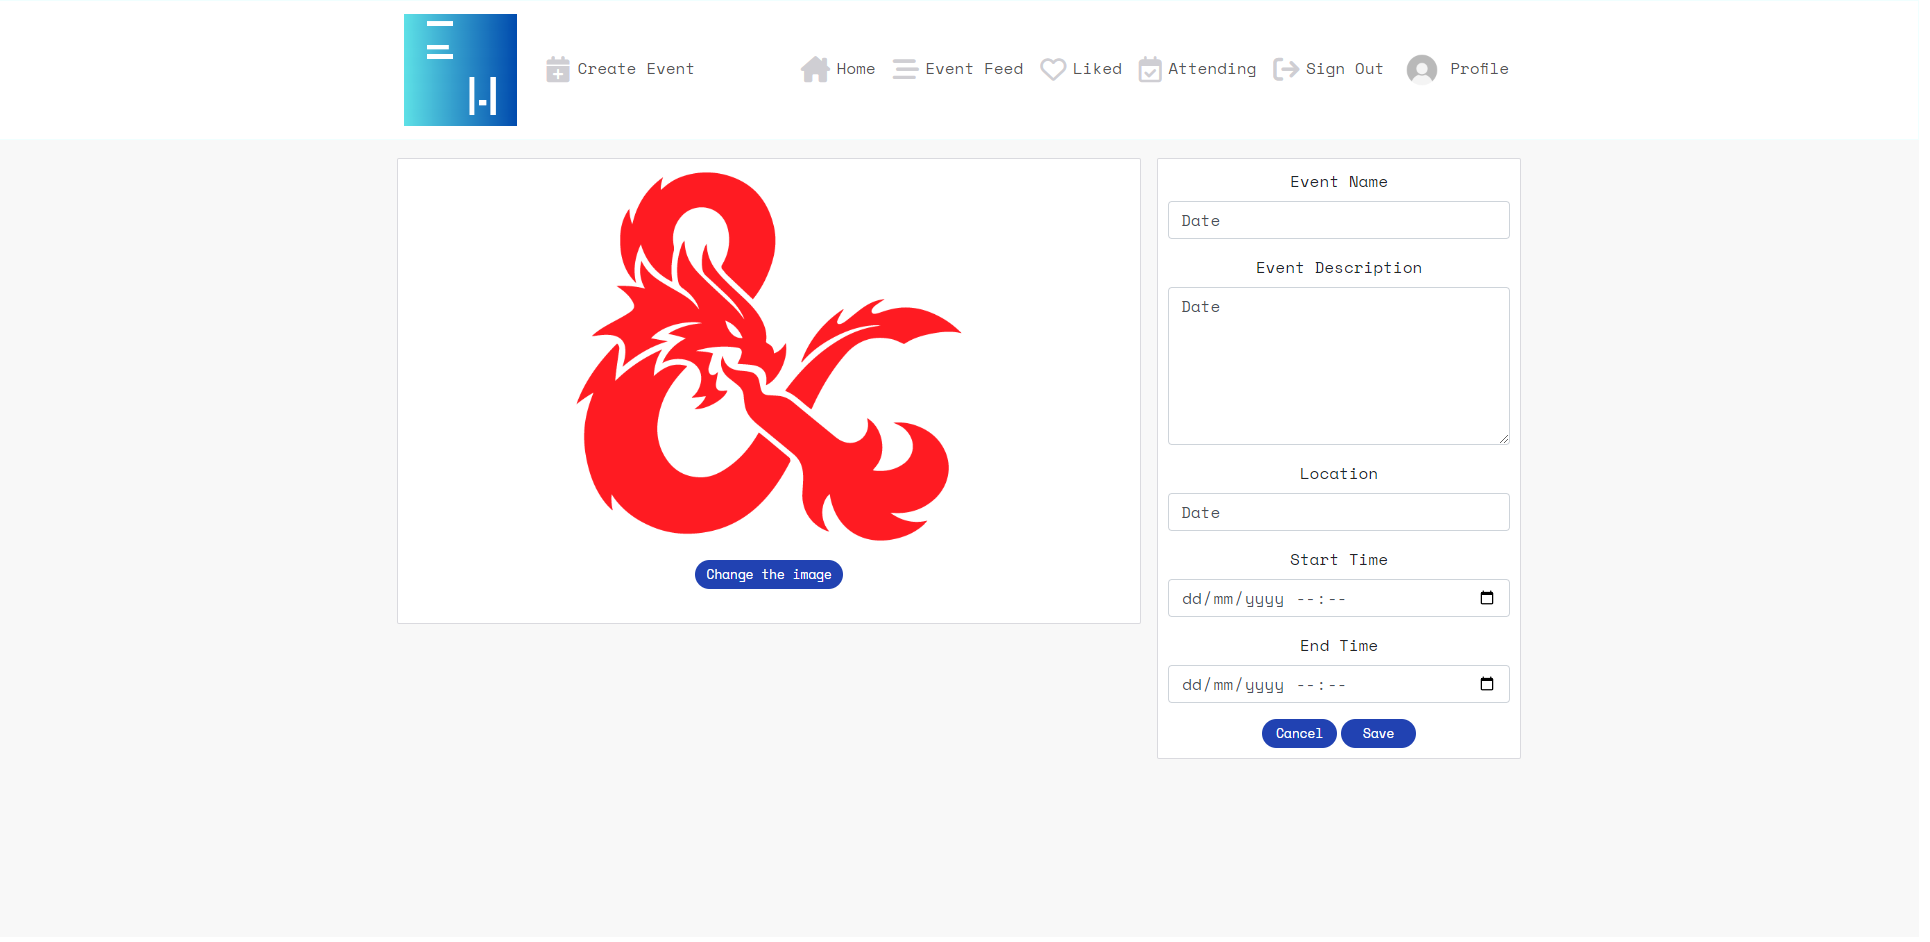 Create Event
Home
Event Feed
Liked
Attending
Sign Out
Profile
Change the image
Event Name
Date
Event Description
Date
Location
Date
Start Time
dd/mm/yyyy --:--
End Time
dd/mm/yyyy --:--
Cancel
Save